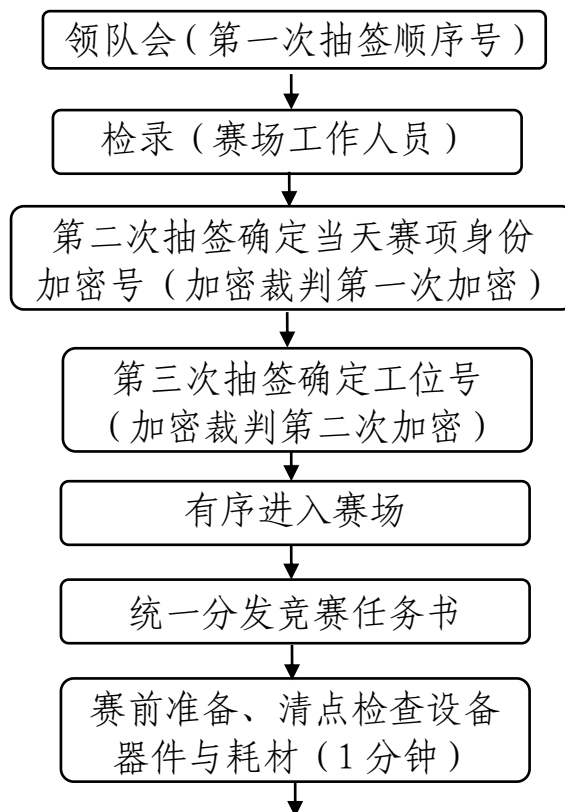 领队会（第一次抽签顺序号）
检录（赛场工作人员）
第二次抽签确定当天赛项身份
加密号（加密裁判第一次加密）
第三次抽签确定工位号
（加密裁判第二次加密）
有序进入赛场
统一分发竞赛任务书
赛前准备、清点检查设备
器件与耗材（1 分钟）